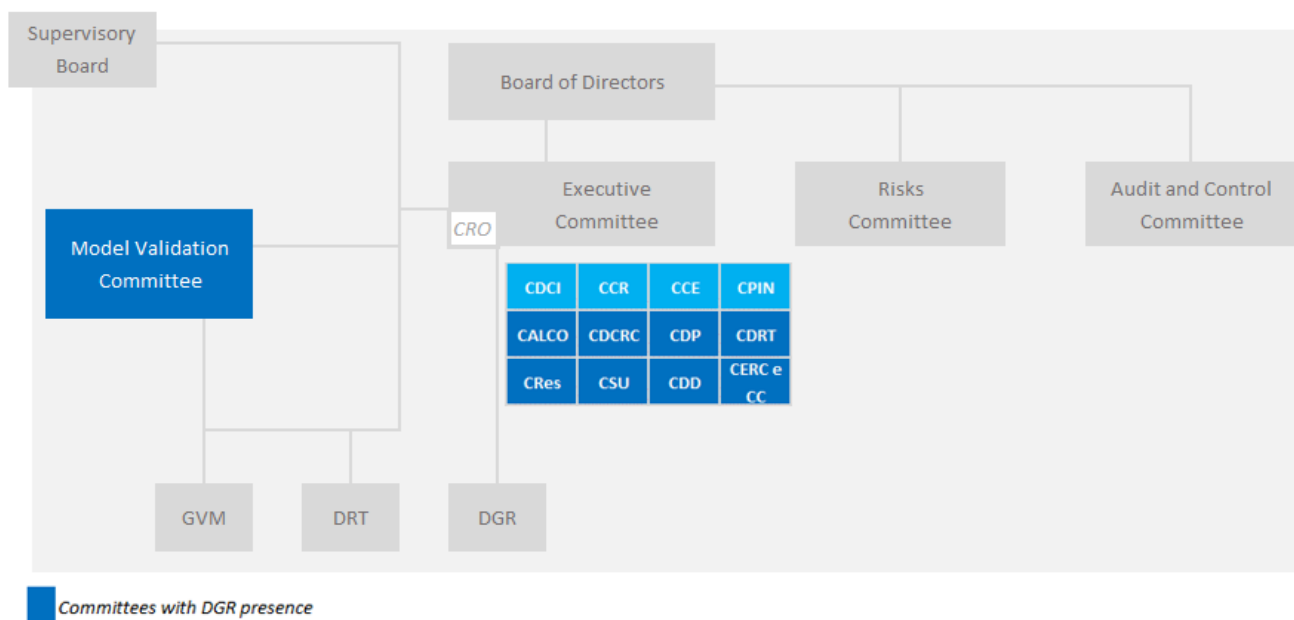 Supervisory
Board
Board of Directors
Executive
Committee
CRO
Risks
Committee
Audit and Control
Committee
Model Validation
Committee
CDCI CCR CCE CPIN
CALCO CDCRC CDP CDRT
CRes CSU CDD CERC e
CC
GVM DRT DGR
Committees with DGR presence